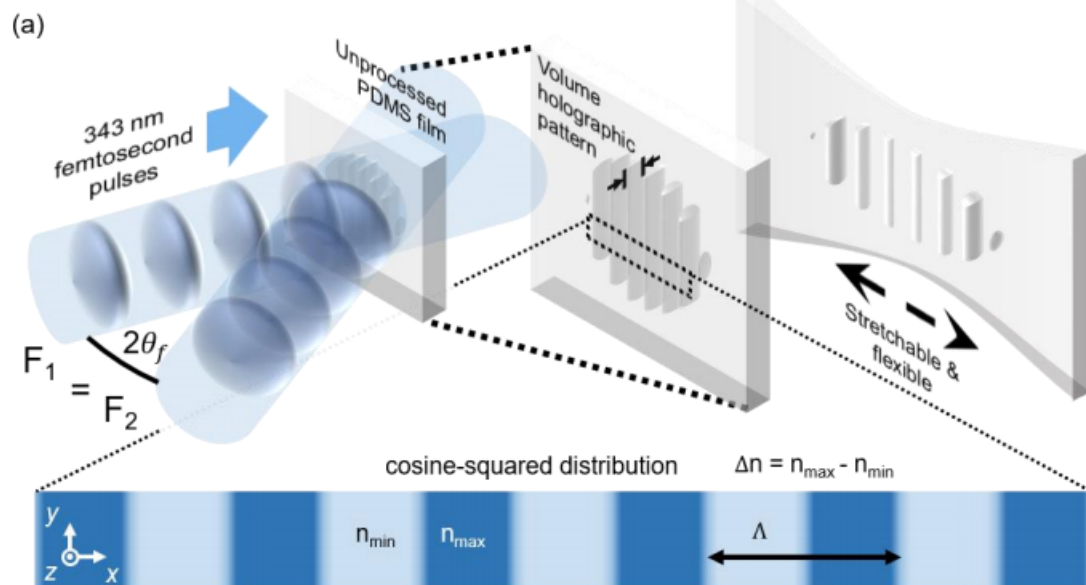 (a)
343 nm
femtosecond
pulses
Unprocessed
PDMS film
Volume
holographic
pattern
Stretchable &
flexible
2θf
F1 = F2
cosine-squared distribution
Δn = nmax - nmin
y
z
x
nmin
nmax
Λ